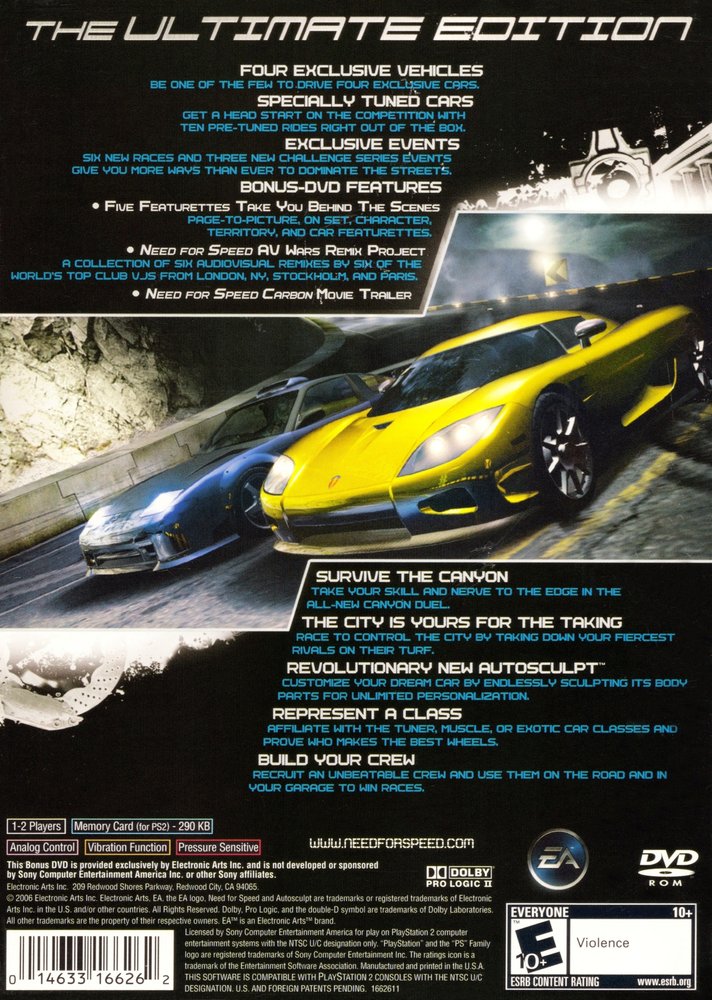 THE ULTIMATE EDITION
FOUR EXCLUSIVE VEHICLES
BE ONE OF THE FEW TO DRIVE FOUR EXCLUSIVE CARS.
SPECIALLY TUNED CARS
GET A HEAD START ON THE COMPETITION WITH
TEN PRE-TUNED RIDES RIGHT OUT OF THE BOX.
EXCLUSIVE EVENTS
SIX NEW RACES AND THREE NEW CHALLENGE SERIES EVENTS
GIVE YOU MORE WAYS THAN EVER TO DOMINATE THE STREETS.
BONUS-DVD FEATURES
• FIVE FEATURETTES TAKE YOU BEHIND THE SCENES
PAGE-TO-PICTURE, ON SET, CHARACTER,
TERRITORY, AND CAR FEATURETTES.
• NEED FOR SPEED AV WARS REMIX PROJECT
A COLLECTION OF SIX AUDIOVISUAL REMIXES BY SIX OF THE
WORLD'S TOP CLUB VJS FROM LONDON, NY, STOCKHOLM, AND PARIS.
• NEED FOR SPEED CARBON MOVIE TRAILER
SURVIVE THE CANYON
TAKE YOUR SKILL AND NERVE TO THE EDGE IN THE
ALL-NEW CANYON DUEL.
THE CITY IS YOURS FOR THE TAKING
RACE TO CONTROL THE CITY BY TAKING DOWN YOUR FIERCEST
RIVALS ON THEIR TURF.
REVOLUTIONARY NEW AUTOSCULPT™
CUSTOMIZE YOUR DREAM CAR BY ENDLESSLY SCULPTING ITS BODY
PARTS FOR UNLIMITED PERSONALIZATION.
REPRESENT A CLASS
AFFILIATE WITH THE TUNER, MUSCLE, OR EXOTIC CAR CLASSES AND
PROVE WHO MAKES THE BEST WHEELS.
BUILD YOUR CREW
RECRUIT AN UNBEATABLE CREW AND USE THEM ON THE ROAD AND IN
YOUR GARAGE TO WIN RACES.
1-2 Players
Memory Card (for PS2) - 290 KB
Analog Control
Vibration Function
Pressure Sensitive
WWW.NEEDFORSPEED.COM
This Bonus DVD is provided exclusively by Electronic Arts Inc. and is not developed or sponsored
by Sony Computer Entertainment America Inc. or other Sony affiliates.
Electronic Arts Inc. 209 Redwood Shores Parkway, Redwood City, CA 94065.
© 2006 Electronic Arts Inc. Electronic Arts, EA, the EA logo, Need for Speed and Autosculpt are trademarks or registered trademarks of Electronic
Arts Inc. in the U.S. and/or other countries. All Rights Reserved. Dolby, Pro Logic, and the double-D symbol are trademarks of Dolby Laboratories.
All other trademarks are the property of their respective owners. EA™ is an Electronic Arts™ brand.
Licensed by Sony Computer Entertainment America for play on PlayStation 2 computer
entertainment systems with the NTSC U/C designation only. "PlayStation" and the "PS" Family
logo are registered trademarks of Sony Computer Entertainment Inc. The ratings icon is a
trademark of the Entertainment Software Association. Manufactured and printed in the U.S.A.
THIS SOFTWARE IS COMPATIBLE WITH PLAYSTATION 2 CONSOLES WITH THE NTSC U/C
DESIGNATION. U.S. AND FOREIGN PATENTS PENDING. 1662611
DOLBY
PRO LOGIC II
EA
DVD
ROM
0 14633 16626 2
EVERYONE 10+
E
10+
Violence
ESRB CONTENT RATING www.esrb.org